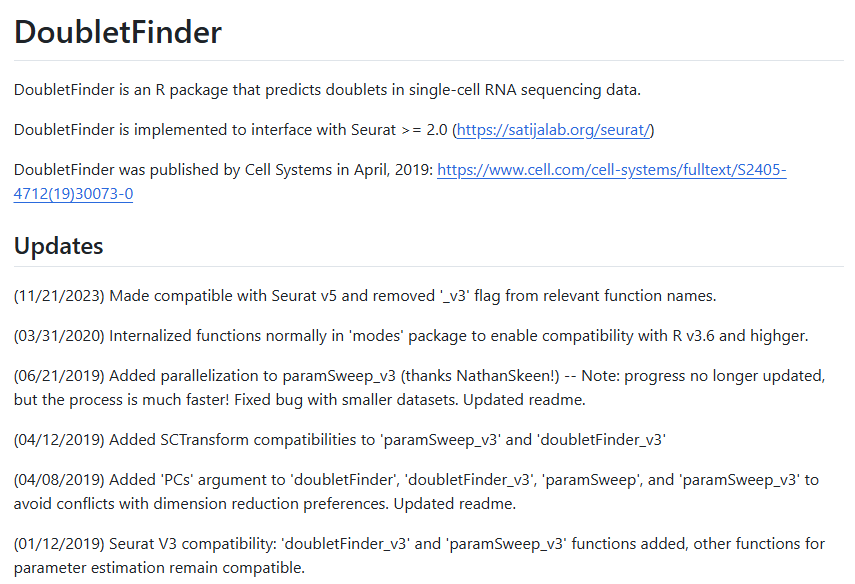 DoubletFinder
DoubletFinder is an R package that predicts doublets in single-cell RNA sequencing data.
DoubletFinder is implemented to interface with Seurat >= 2.0 (https://satijalab.org/seurat/)
DoubletFinder was published by Cell Systems in April, 2019: https://www.cell.com/cell-systems/fulltext/S2405-
4712(19)30073-0
Updates
(11/21/2023) Made compatible with Seurat v5 and removed '_v3' flag from relevant function names.
(03/31/2020) Internalized functions normally in 'modes' package to enable compatibility with R v3.6 and highger.
(06/21/2019) Added parallelization to paramSweep_v3 (thanks NathanSkeen!) -- Note: progress no longer updated,
but the process is much faster! Fixed bug with smaller datasets. Updated readme.
(04/12/2019) Added SCTransform compatibilities to 'paramSweep_v3' and 'doubletFinder_v3'
(04/08/2019) Added 'PCs' argument to 'doubletFinder', 'doubletFinder_v3', 'paramSweep', and 'paramSweep_v3' to
avoid conflicts with dimension reduction preferences. Updated readme.
(01/12/2019) Seurat V3 compatibility: 'doubletFinder_v3' and 'paramSweep_v3' functions added, other functions for
parameter estimation remain compatible.